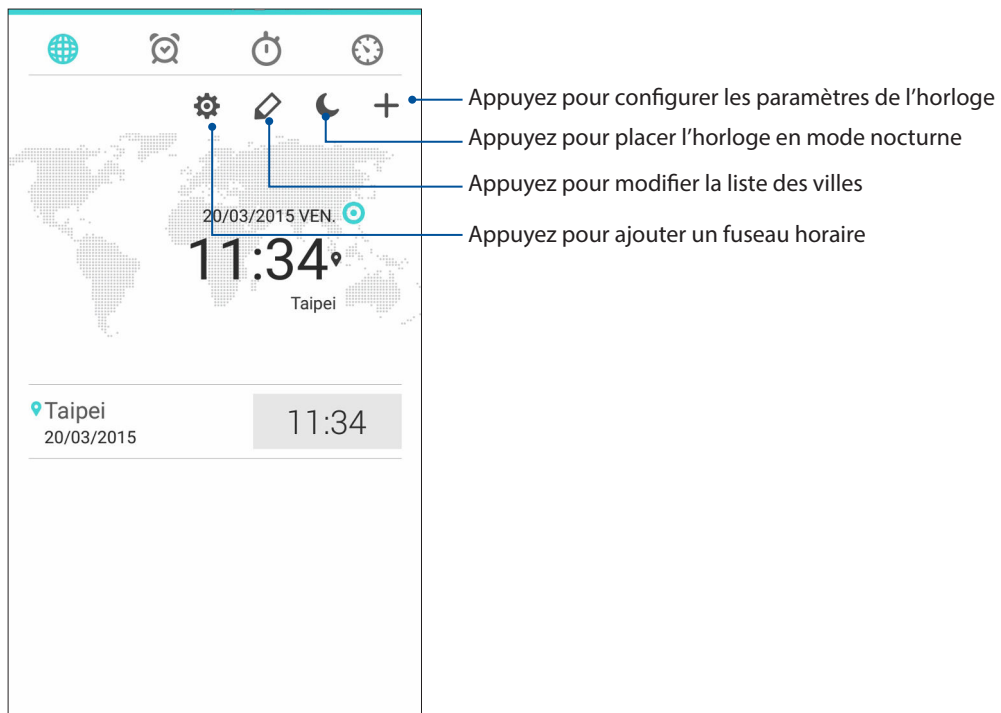 Appuyez pour configurer les paramètres de l’horloge
Appuyez pour placer l’horloge en mode nocturne
Appuyez pour modifier la liste des villes
20/03/2015 VEN.
Appuyez pour ajouter un fuseau horaire
11:34
Taipei
Taipei
11:34
20/03/2015